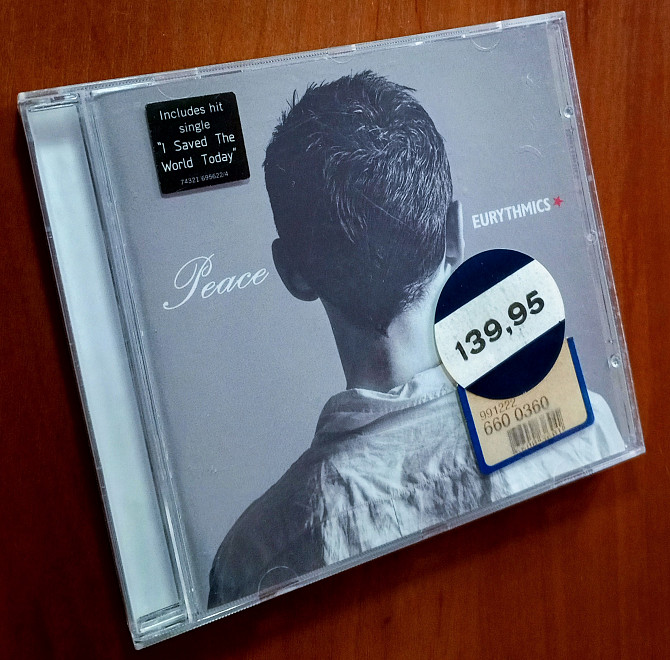 Includes hit
single
"I Saved The
World Today"
74321 695622/4
EURYTHMICS
Peace
139,95
991222
660 0360